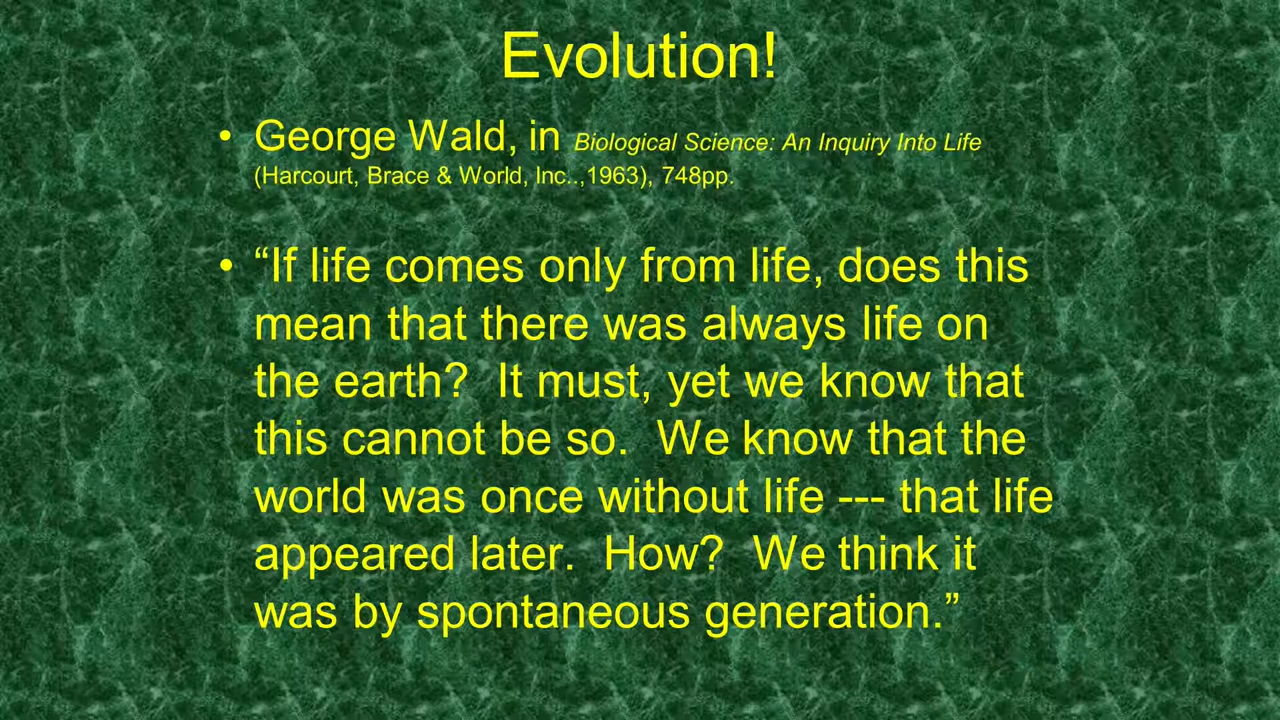 Evolution!
• George Wald, in Biological Science: An Inquiry Into Life
(Harcourt, Brace & World, Inc..,1963), 748pp.
• “If life comes only from life, does this
mean that there was always life on
the earth?  It must, yet we know that
this cannot be so.  We know that the
world was once without life --- that life
appeared later.  How?  We think it
was by spontaneous generation.”